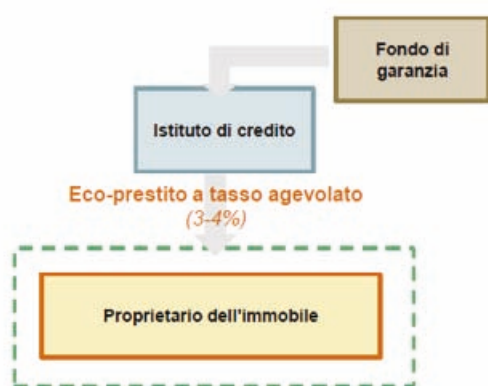 Fondo di
garanzia
Istituto di credito
Eco-prestito a tasso agevolato
(3-4%)
Proprietario dell'immobile